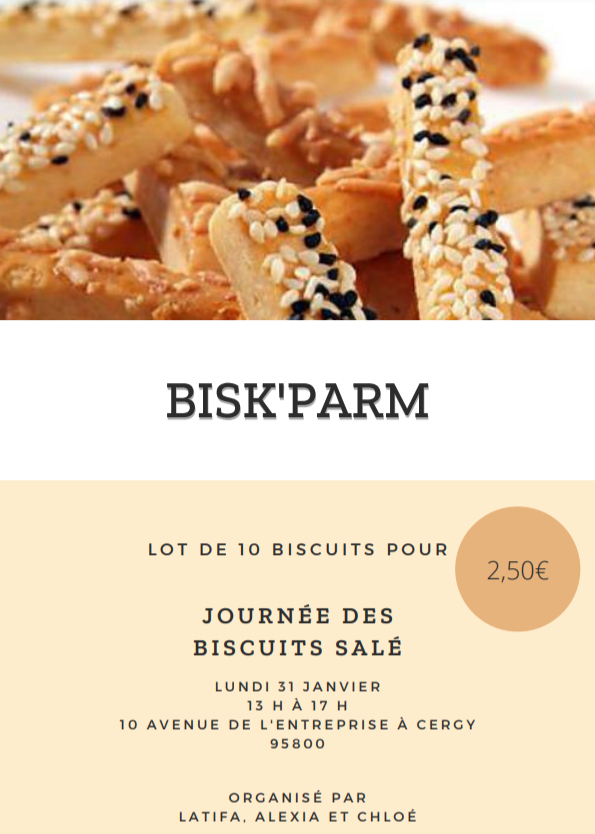 BISK'PARM
LOT DE 10 BISCUITS POUR
2,50€
JOURNÉE DES
BISCUITS SALÉ
LUNDI 31 JANVIER
13 H À 17 H
10 AVENUE DE L'ENTREPRISE À CERGY
95800
ORGANISÉ PAR
LATIFA, ALEXIA ET CHLOÉ